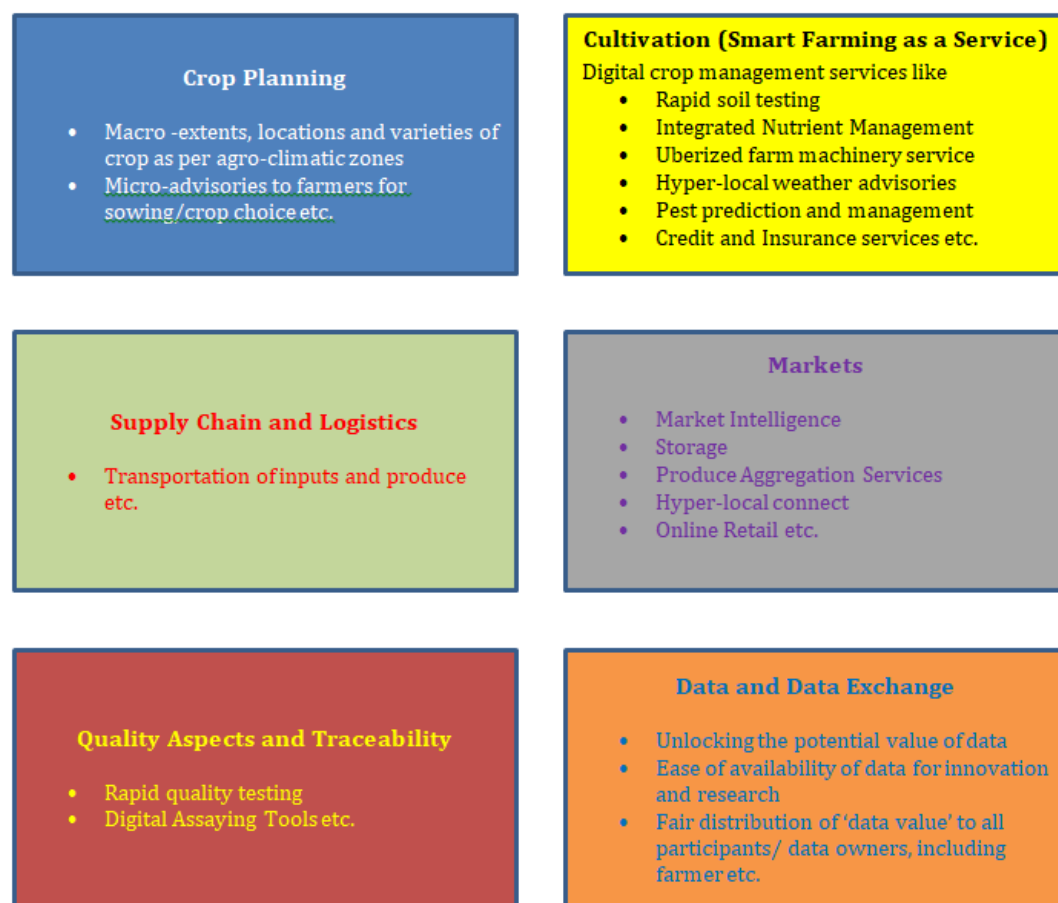 Crop Planning
• Macro -extents, locations and varieties of
crop as per agro-climatic zones
• Micro-advisories to farmers for
sowing/crop choice etc.
Cultivation (Smart Farming as a Service)
Digital crop management services like
• Rapid soil testing
• Integrated Nutrient Management
• Uberized farm machinery service
• Hyper-local weather advisories
• Pest prediction and management
• Credit and Insurance services etc.
Supply Chain and Logistics
• Transportation of inputs and produce
etc.
Markets
• Market Intelligence
• Storage
• Produce Aggregation Services
• Hyper-local connect
• Online Retail etc.
Quality Aspects and Traceability
• Rapid quality testing
• Digital Assaying Tools etc.
Data and Data Exchange
• Unlocking the potential value of data
• Ease of availability of data for innovation
and research
• Fair distribution of ‘data value’ to all
participants/ data owners, including
farmer etc.